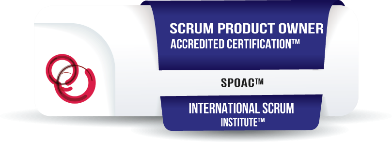 SCRUM PRODUCT OWNER
ACCREDITED CERTIFICATION™
SPOAC™
INTERNATIONAL SCRUM
INSTITUTE™